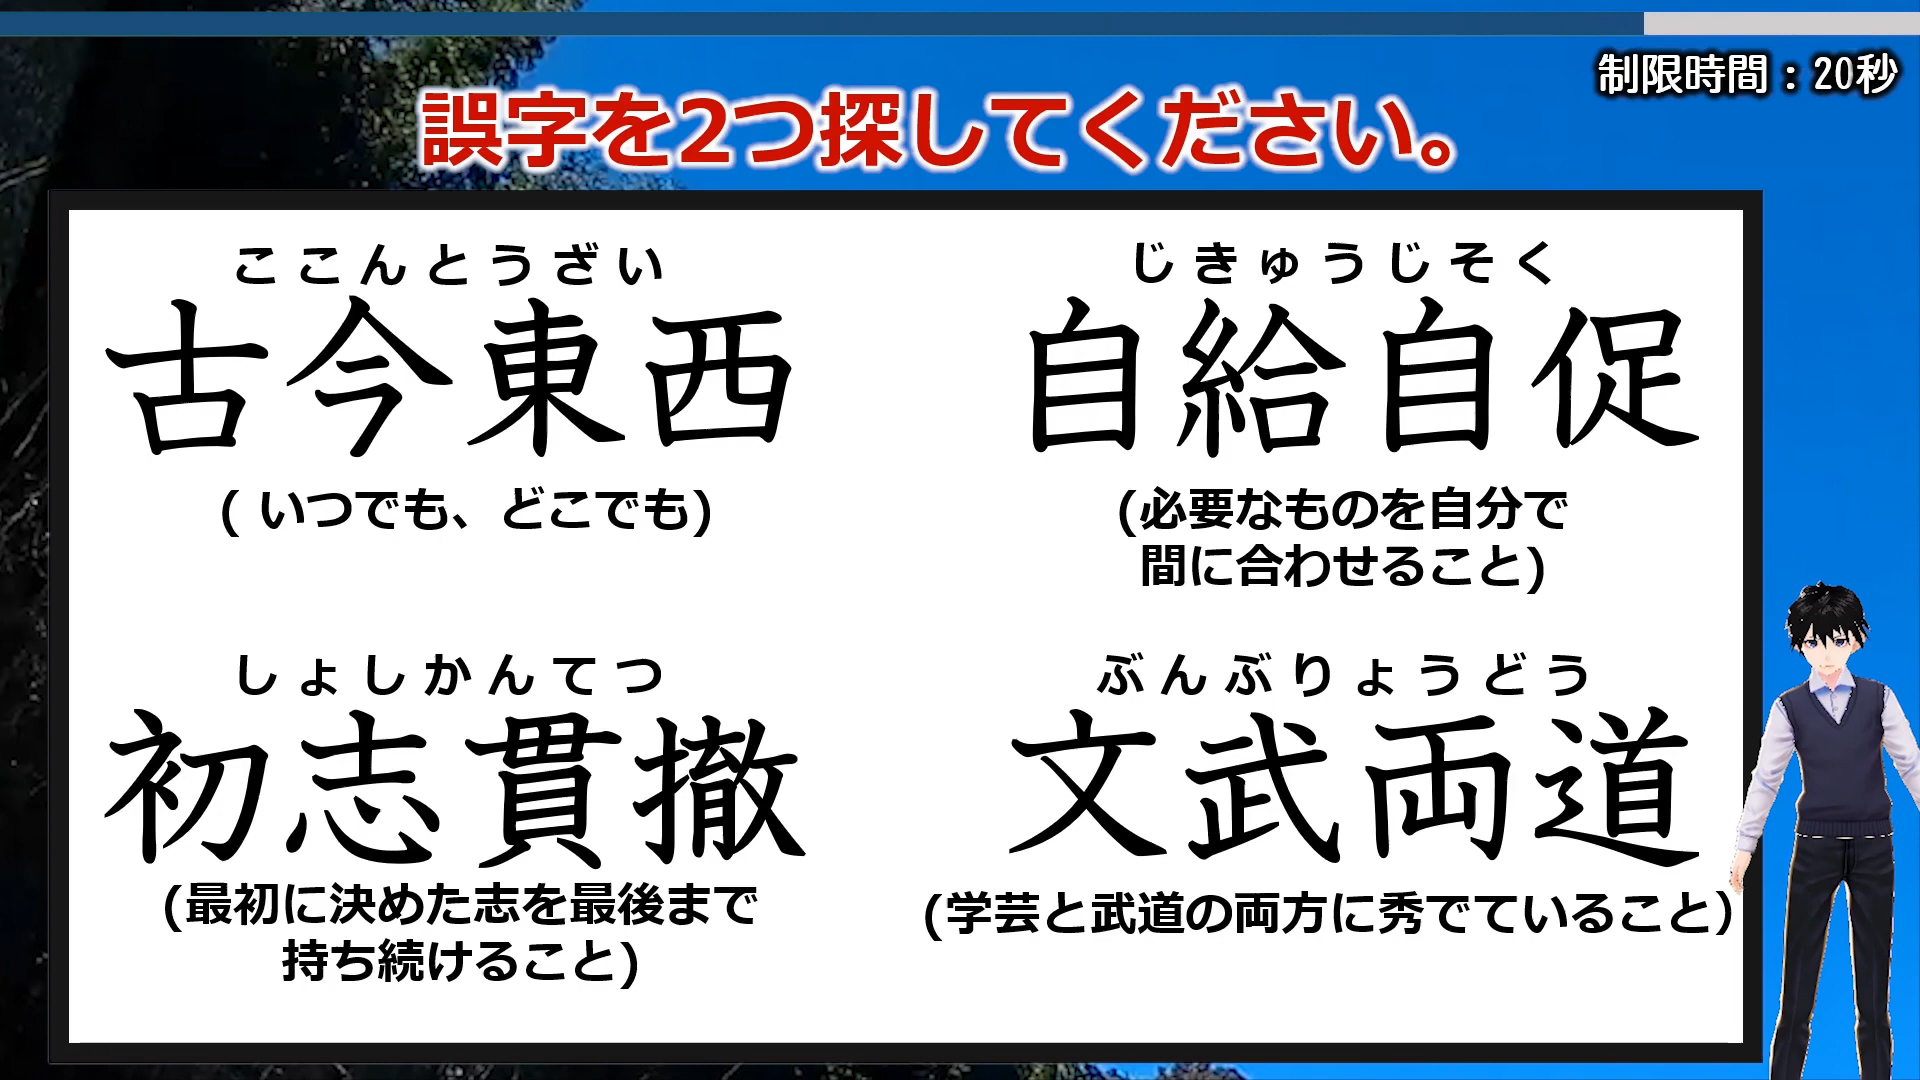 制限時間：20秒
誤字を2つ探してください。
ここんとうざい
古今東西
( いつでも、どこでも)
じきゅうじそく
自給自促
(必要なものを自分で
間に合わせること)
しょしかんてつ
初志貫撤
(最初に決めた志を最後まで
持ち続けること)
ぶんぶりょうどう
文武両道
(学芸と武道の両方に秀でていること)